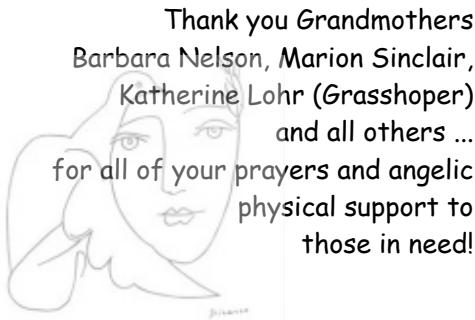 Thank you Grandmothers
Barbara Nelson, Marion Sinclair,
Katherine Lohr (Grasshoper)
and all others ...
for all of your prayers and angelic
physical support to
those in need!